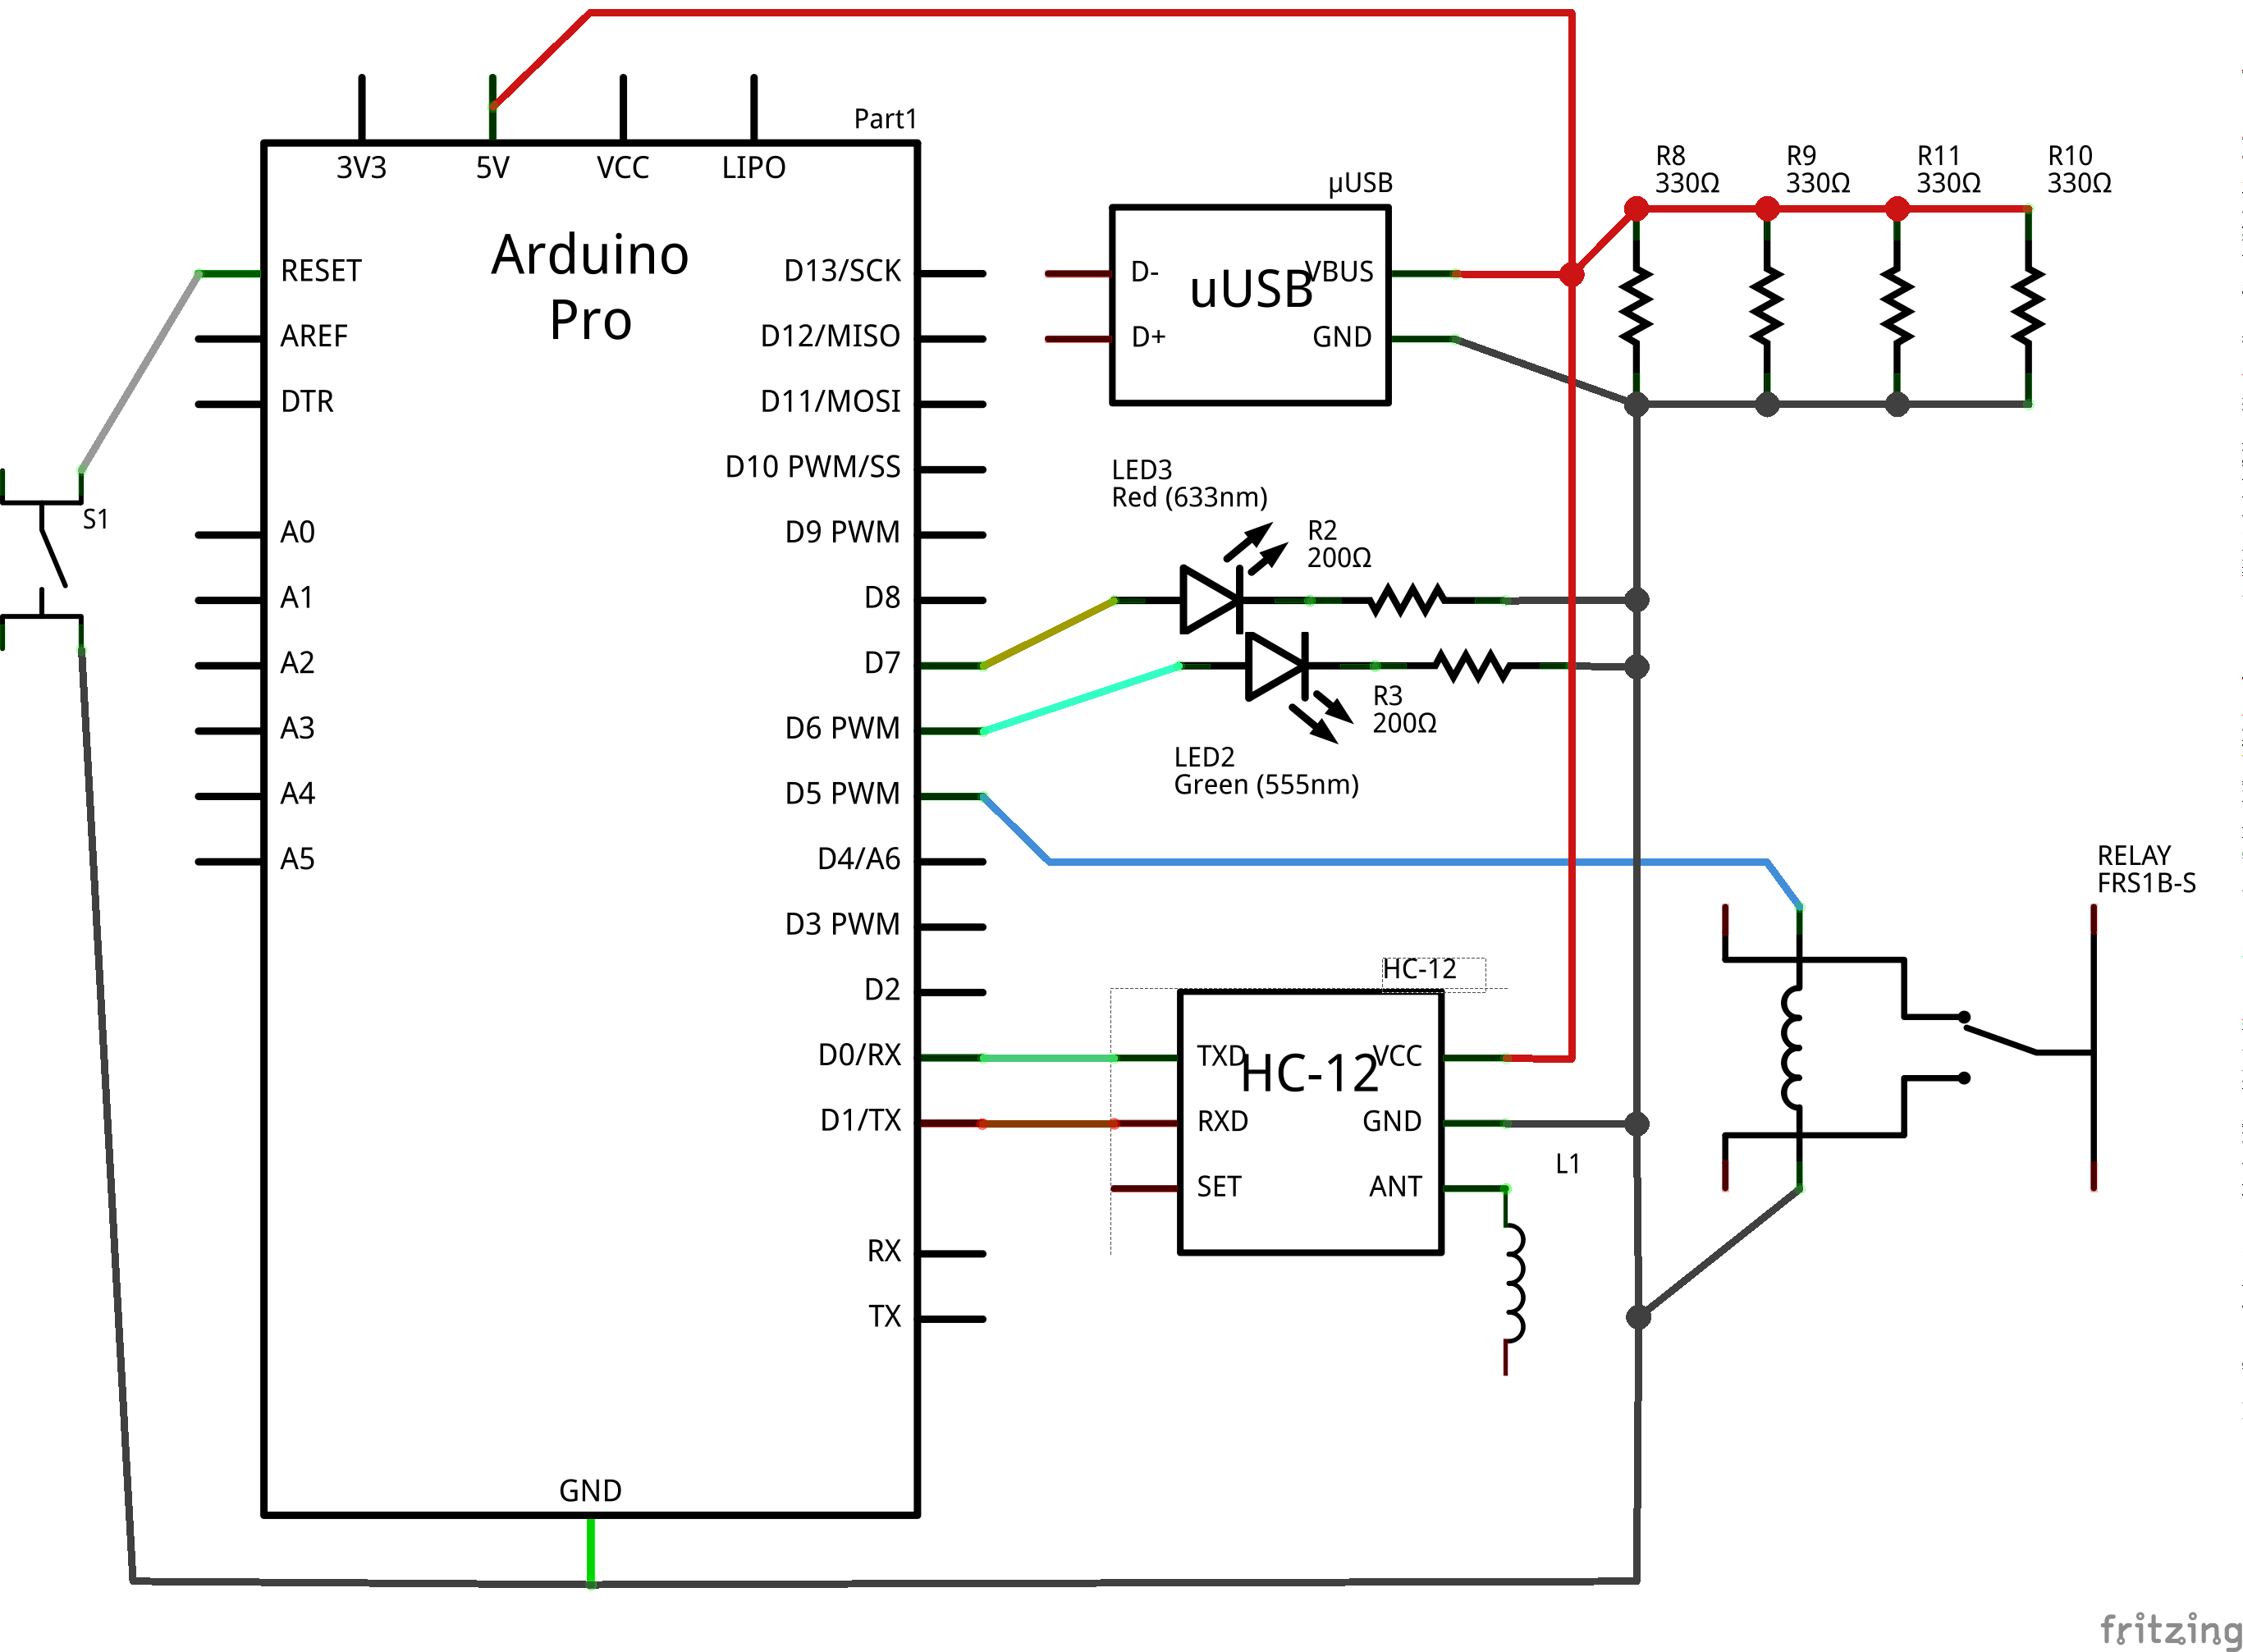 Part1
3V3
5V
VCC
LIPO
Arduino
Pro
RESET
AREF
DTR
A0
A1
A2
A3
A4
A5
D13/SCK
D12/MISO
D11/MOSI
D10 PWM/SS
D9 PWM
D8
D7
D6 PWM
D5 PWM
D4/A6
D3 PWM
D2
D0/RX
D1/TX
RX
TX
GND
S1
µUSB
uUSB
D-
D+
VBUS
GND
R8
330Ω
R9
330Ω
R11
330Ω
R10
330Ω
LED3
Red (633nm)
R2
200Ω
R3
200Ω
LED2
Green (555nm)
RELAY
FRS1B-S
HC-12
HC-12
TXD
RXD
SET
VCC
GND
ANT
L1
fritzing